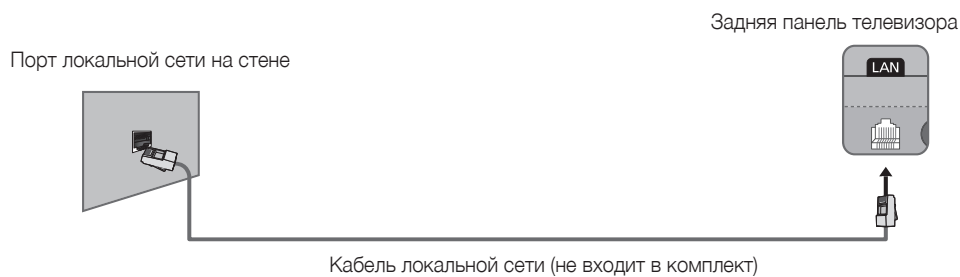 Задняя панель телевизора
Порт локальной сети на стене
LAN
Кабель локальной сети (не входит в комплект)